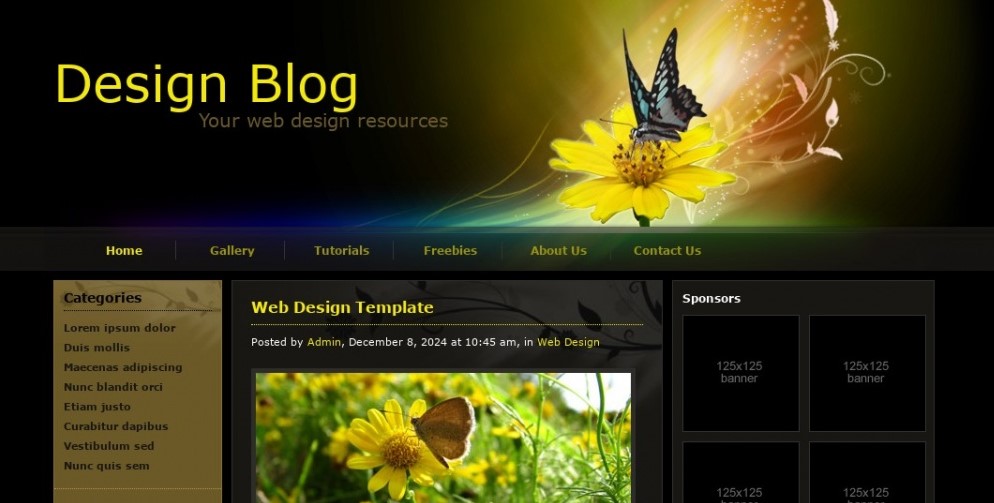 Design Blog
Your web design resources
Home
Gallery
Tutorials
Freebies
About Us
Contact Us
Categories
Lorem ipsum dolor
Duis mollis
Maecenas adipiscing
Nunc blandit orci
Etiam justo
Curabitur dapibus
Vestibulum sed
Nunc quis sem
Web Design Template
Posted by Admin, December 8, 2024 at 10:45 am, in Web Design
Sponsors
125x125
banner
125x125
banner
125x125
banner
125x125
banner